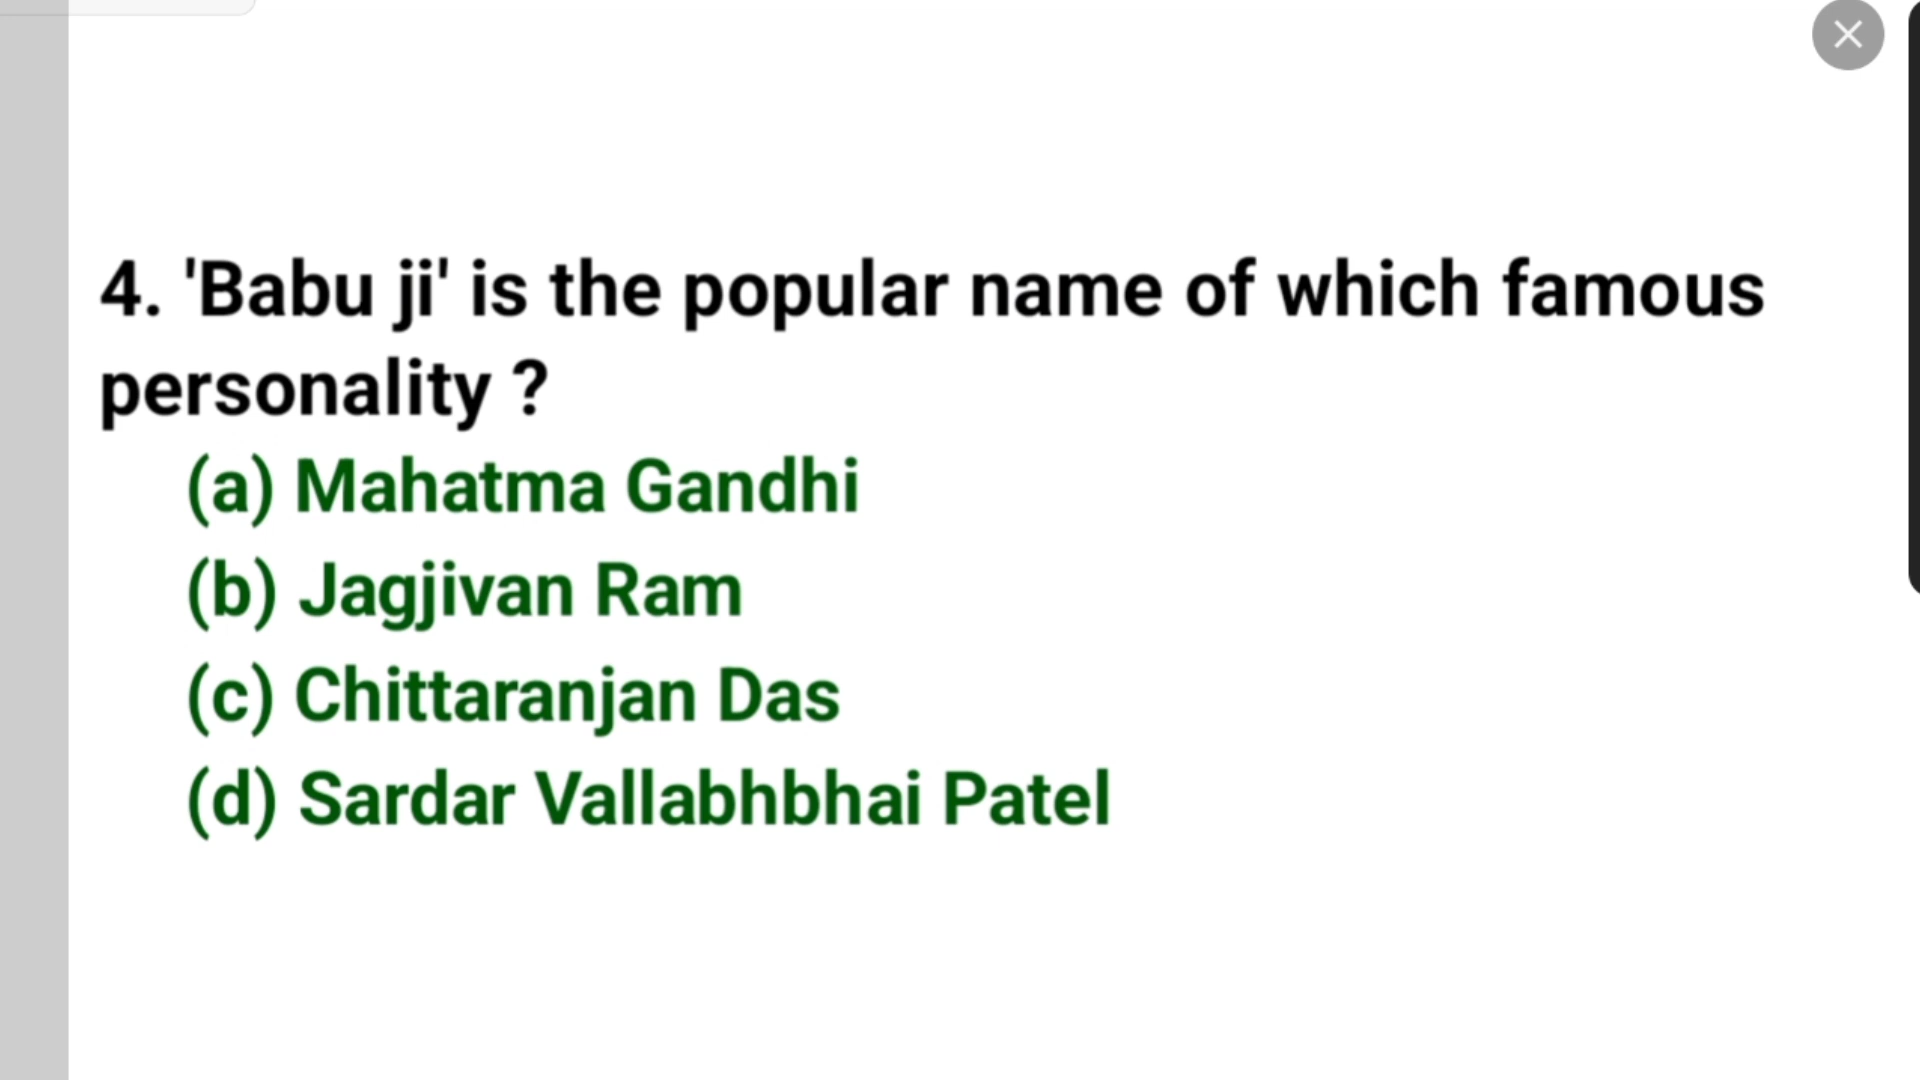 4. 'Babu ji' is the popular name of which famous
personality ?
(a) Mahatma Gandhi
(b) Jagjivan Ram
(c) Chittaranjan Das
(d) Sardar Vallabhbhai Patel